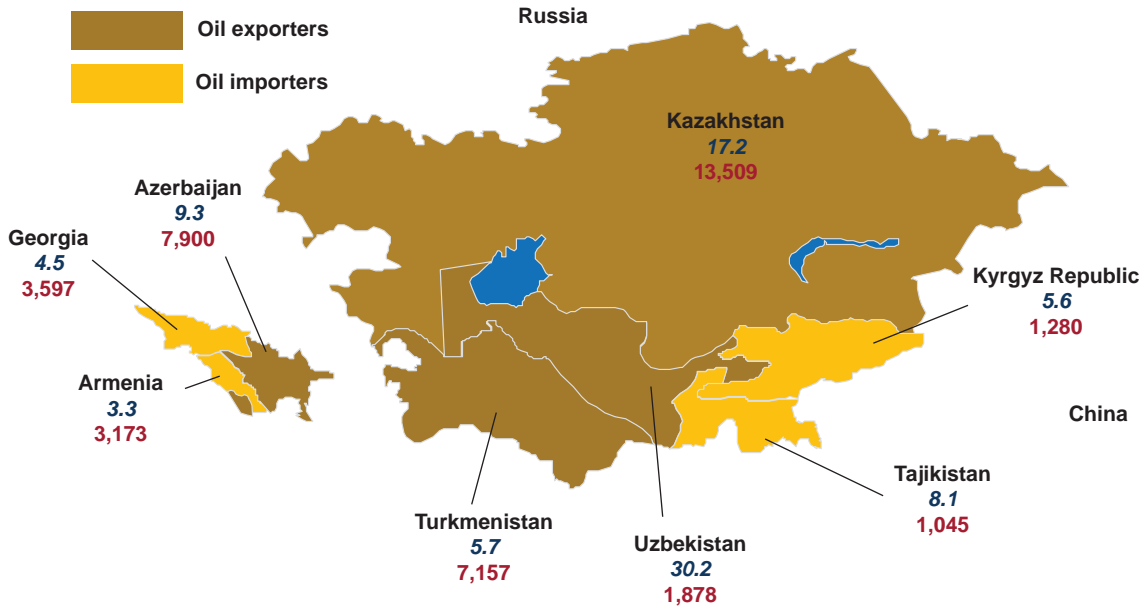 Russia
Oil exporters
Oil importers
Kazakhstan
17.2
13,509
Azerbaijan
9.3
7,900
Georgia
4.5
3,597
Kyrgyz Republic
5.6
1,280
Armenia
3.3
3,173
China
Tajikistan
8.1
1,045
Turkmenistan
5.7
7,157
Uzbekistan
30.2
1,878